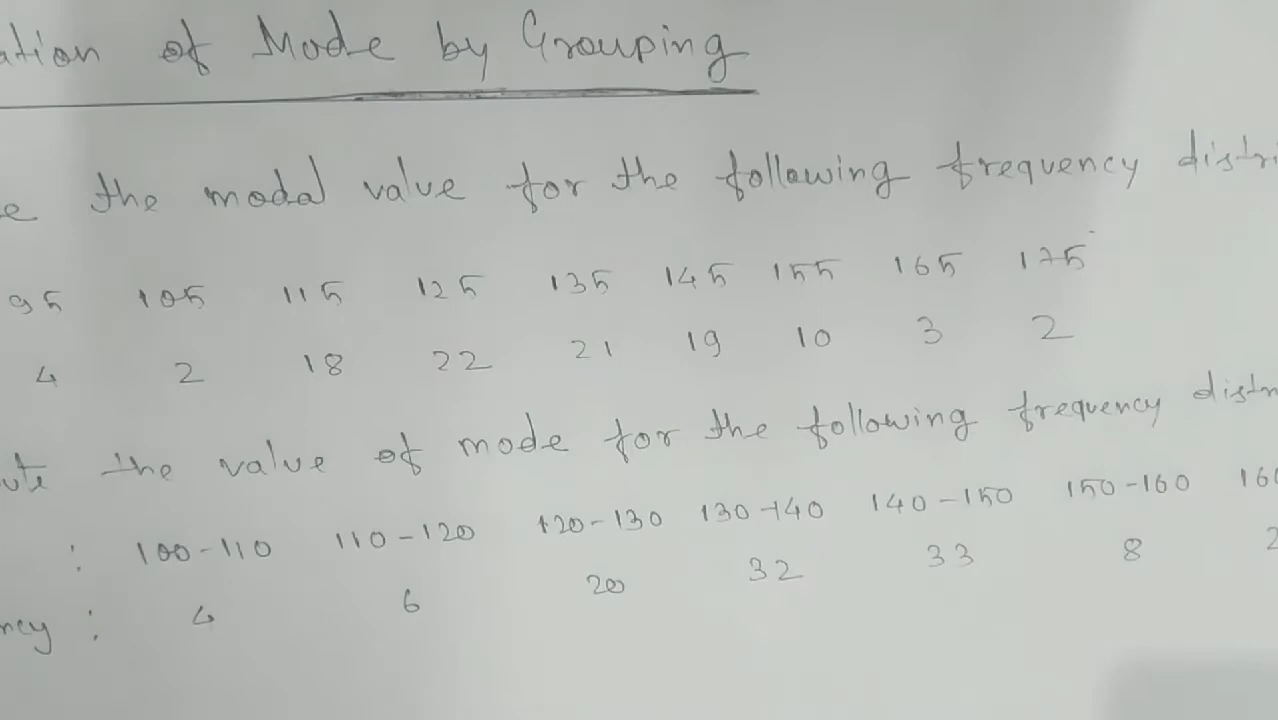 ation of Mode by Grouping
e the modal value for the following frequency distri
95 105 115 125 135 145 155 165 175
4 2 18 22 21 19 10 3 2
ute the value of mode for the following frequency distr
: 100-110 110-120 120-130 130-140 140-150 150-160 160
ncy : 4 6 20 32 33 8 2